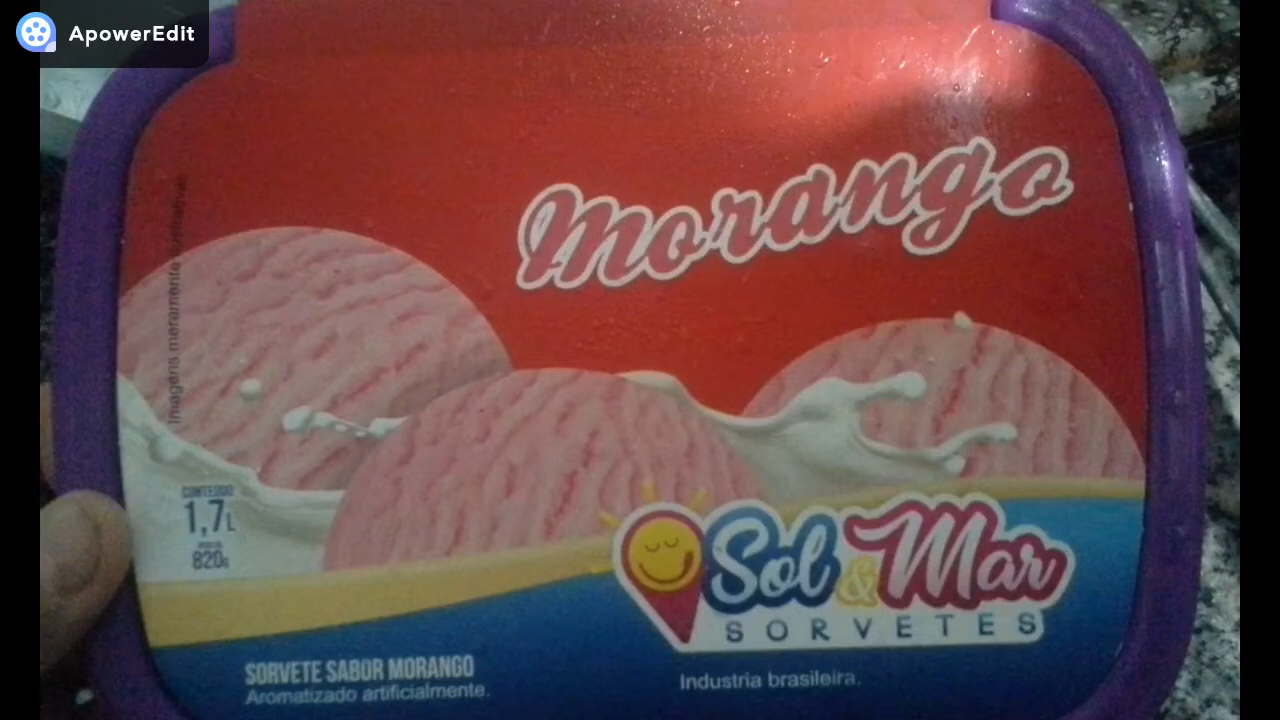 ApowerEdit
Morango
Imagens meramente ilustrativas.
CONTEÚDO
1,7L
820g
Sol & Mar
SORVETES
SORVETE SABOR MORANGO
Aromatizado artificialmente.
Industria brasileira.